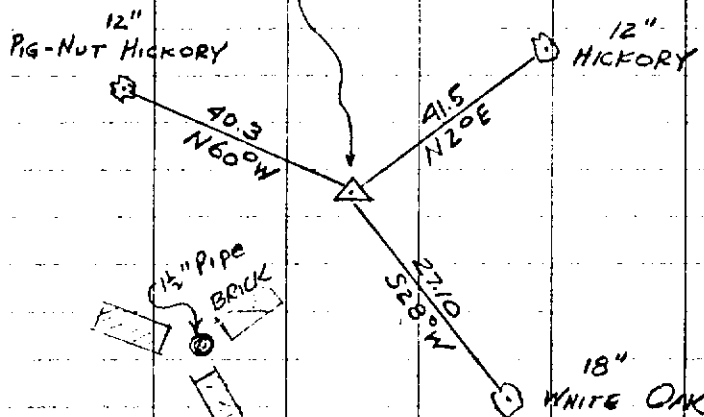 12"
PIG-NUT HICKORY
12"
HICKORY
40.3
N60°W
41.5
N2°E
1½" Pipe
BRICK
27.10
S28°W
18"
WHITE OAK